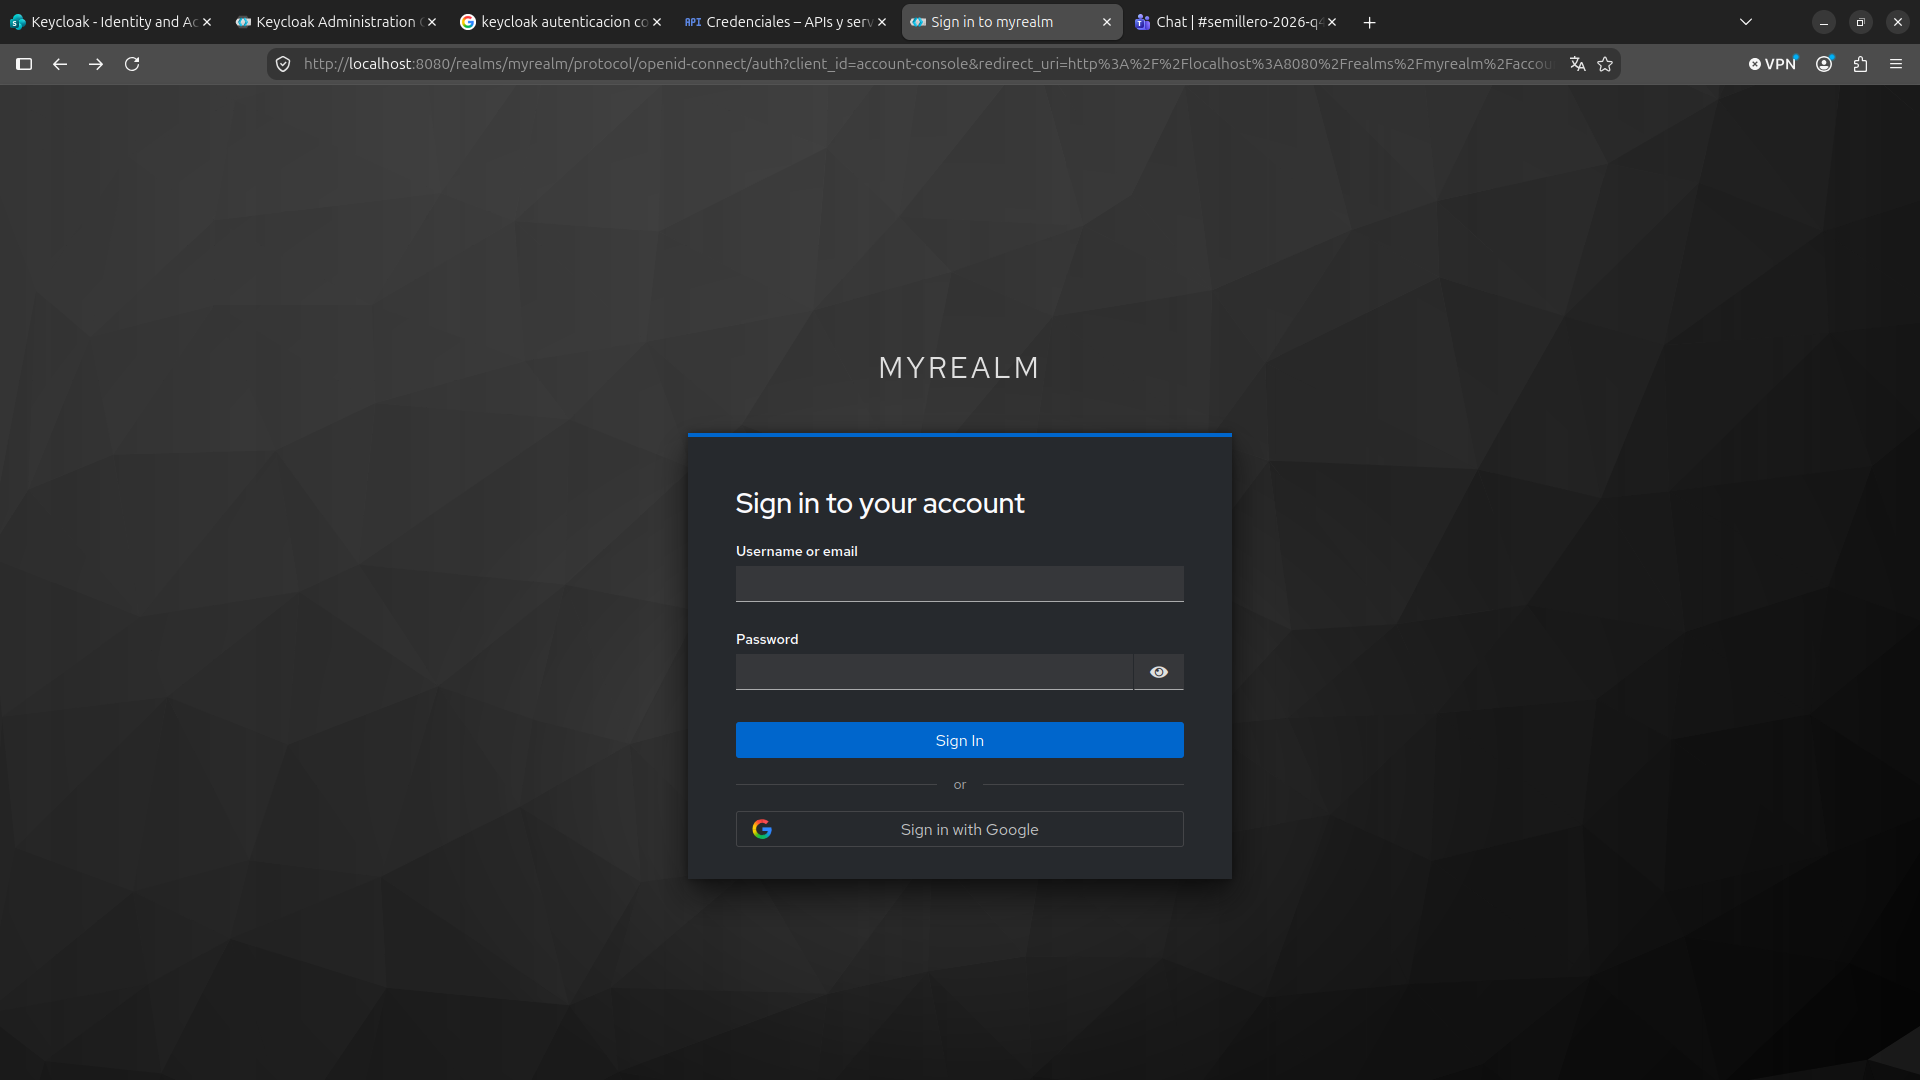 Keycloak - Identity and Ac
Keycloak Administration
keycloak autenticacion co
API Credenciales – APIs y serv
Sign in to myrealm
Chat | #semillero-2026-q
http://localhost:8080/realms/myrealm/protocol/openid-connect/auth?client_id=account-console&redirect_uri=http%3A%2F%2Flocalhost%3A8080%2Frealms%2Fmyrealm%2Faccou
VPN
MYREALM
Sign in to your account
Username or email
Password
Sign In
or
Sign in with Google